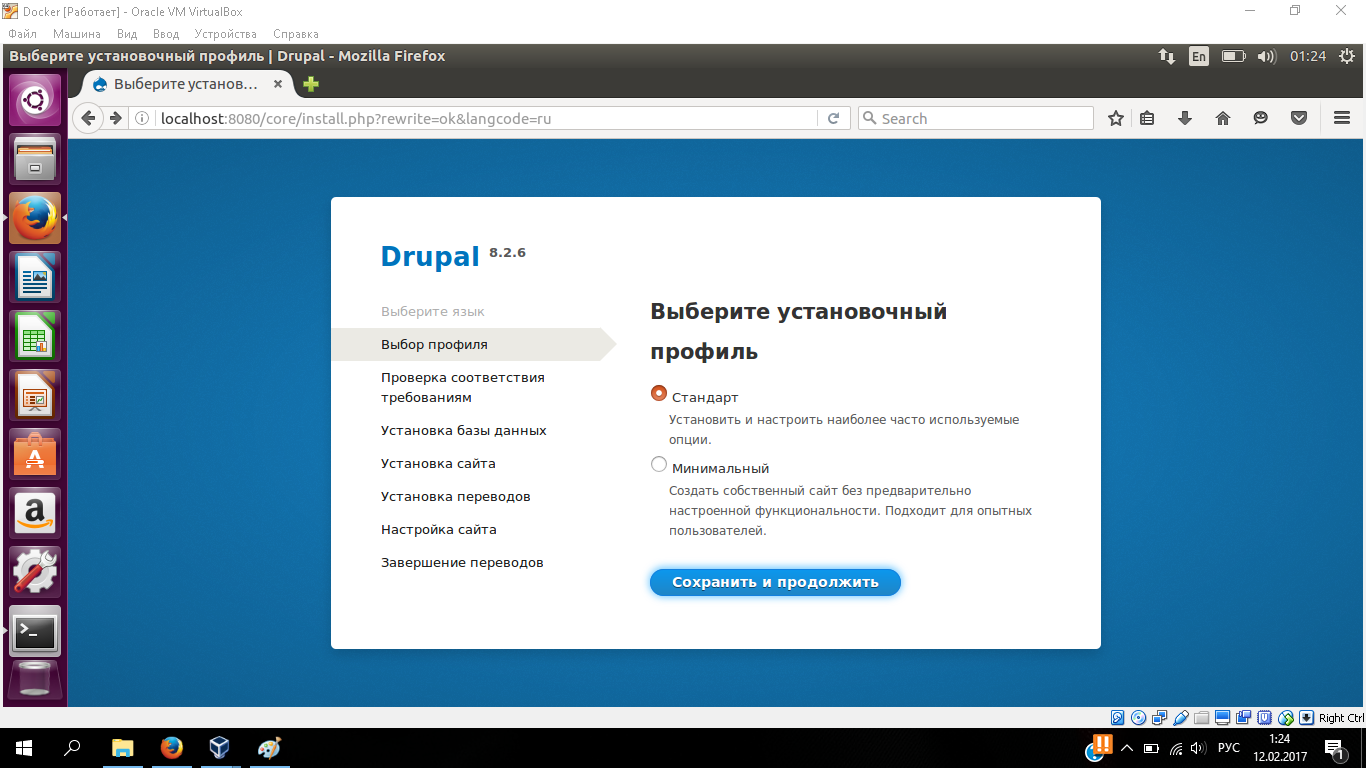 Docker [Работает] - Oracle VM VirtualBox
Файл Машина Вид Ввод Устройства Справка
Выберите установочный профиль | Drupal - Mozilla Firefox
En
01:24
Выберите установ...
localhost:8080/core/install.php?rewrite=ok&langcode=ru
Search
Drupal 8.2.6
Выберите язык
Выбор профиля
Проверка соответствия
требованиям
Установка базы данных
Установка сайта
Установка переводов
Настройка сайта
Завершение переводов
Выберите установочный
профиль
Стандарт
Установить и настроить наиболее часто используемые
опции.
Минимальный
Создать собственный сайт без предварительно
настроенной функциональности. Подходит для опытных
пользователей.
Сохранить и продолжить
Right Ctrl
РУС
1:24
12.02.2017
1